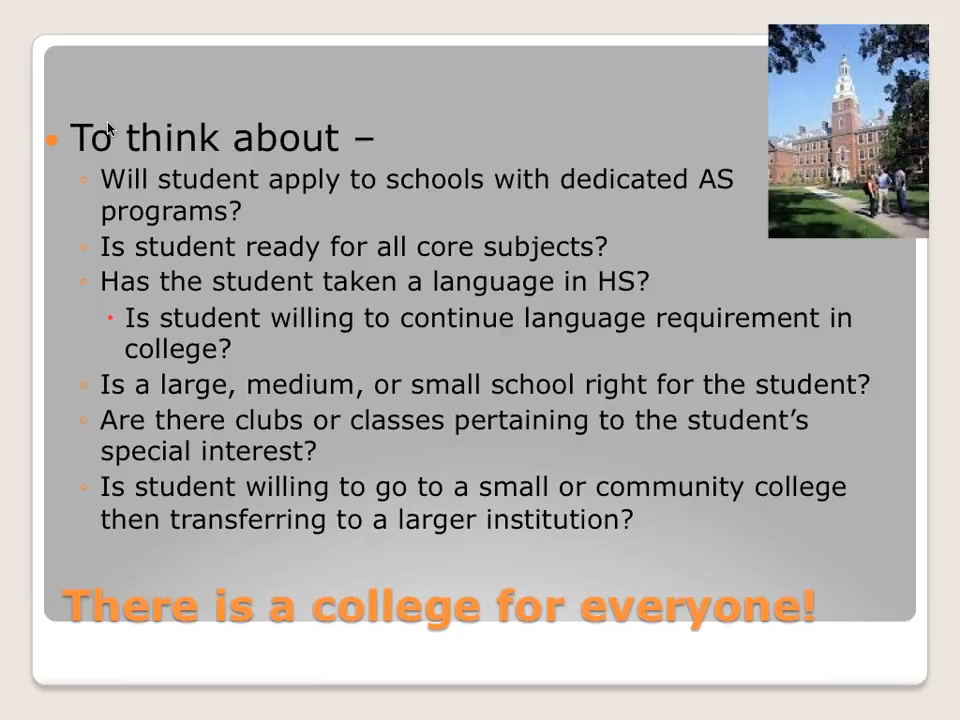 To think about –
Will student apply to schools with dedicated AS
programs?
Is student ready for all core subjects?
Has the student taken a language in HS?
Is student willing to continue language requirement in
college?
Is a large, medium, or small school right for the student?
Are there clubs or classes pertaining to the student’s
special interest?
Is student willing to go to a small or community college
then transferring to a larger institution?
There is a college for everyone!